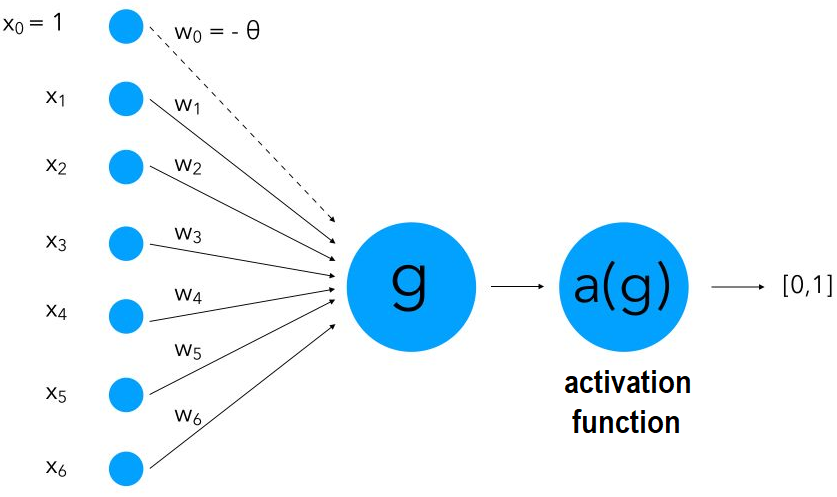 x₀ = 1
w₀ = - θ
x₁
w₁
x₂
w₂
x₃
w₃
x₄
w₄
x₅
w₅
x₆
w₆
g
a(g)
[0,1]
activation
function